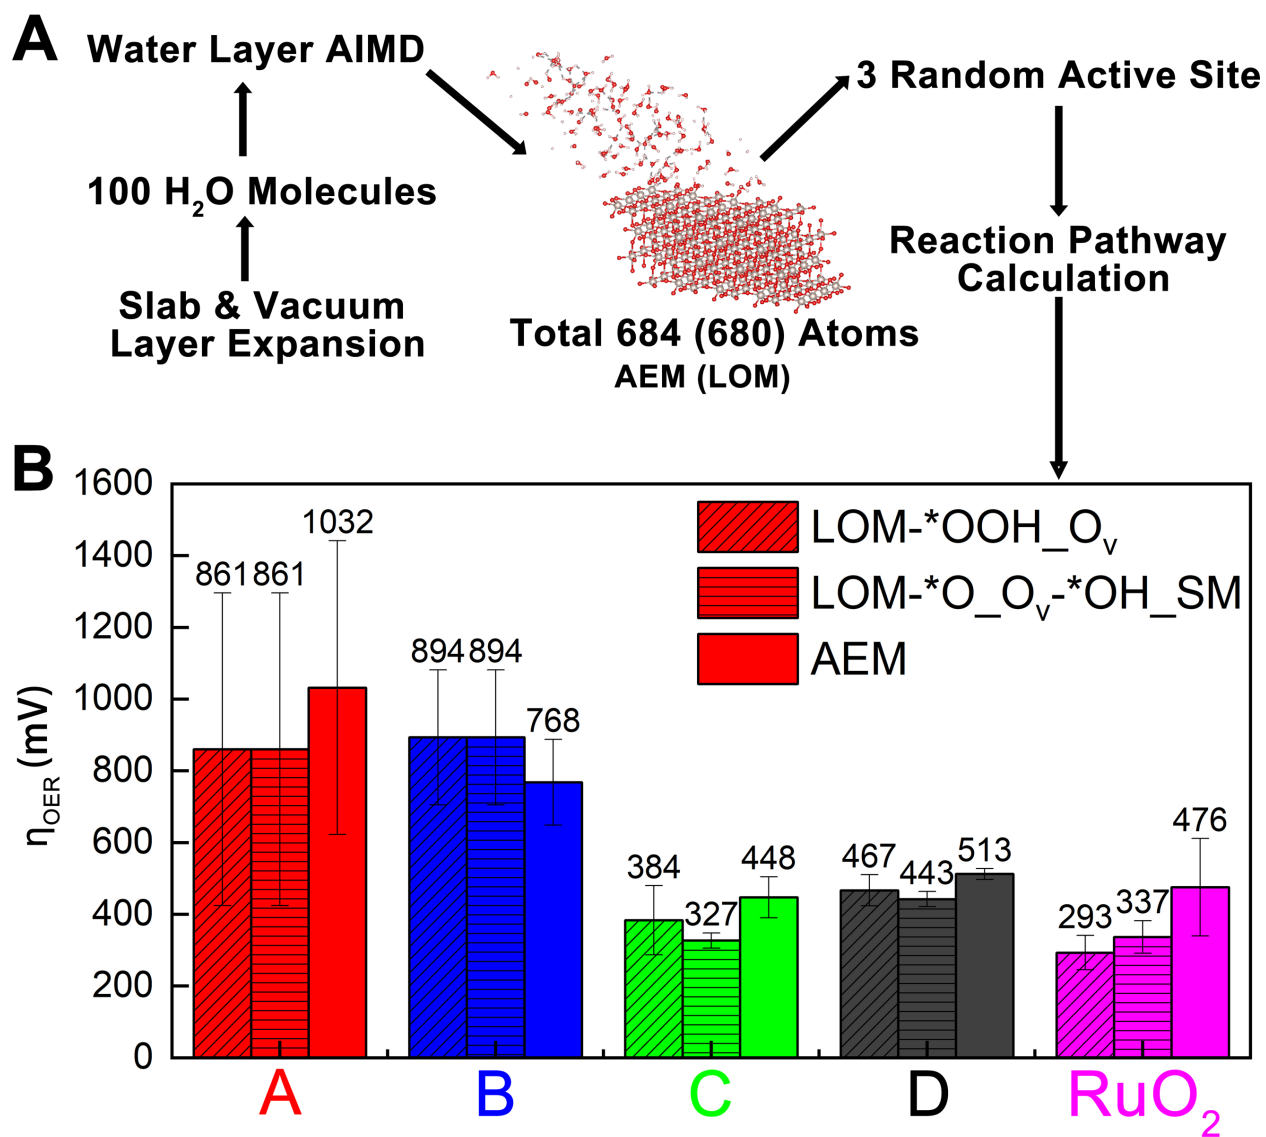 A
Water Layer AIMD
100 H₂O Molecules
Slab & Vacuum
Layer Expansion
Total 684 (680) Atoms
AEM (LOM)
3 Random Active Site
Reaction Pathway
Calculation
B
ηOER (mV)
1600
1400
1200
1000
800
600
400
200
0
LOM-*OOH_Oᵥ
LOM-*O_Oᵥ-*OH_SM
AEM
861 861 1032
894 894 768
384 327 448
467 443 513
293 337 476
A B C D RuO₂